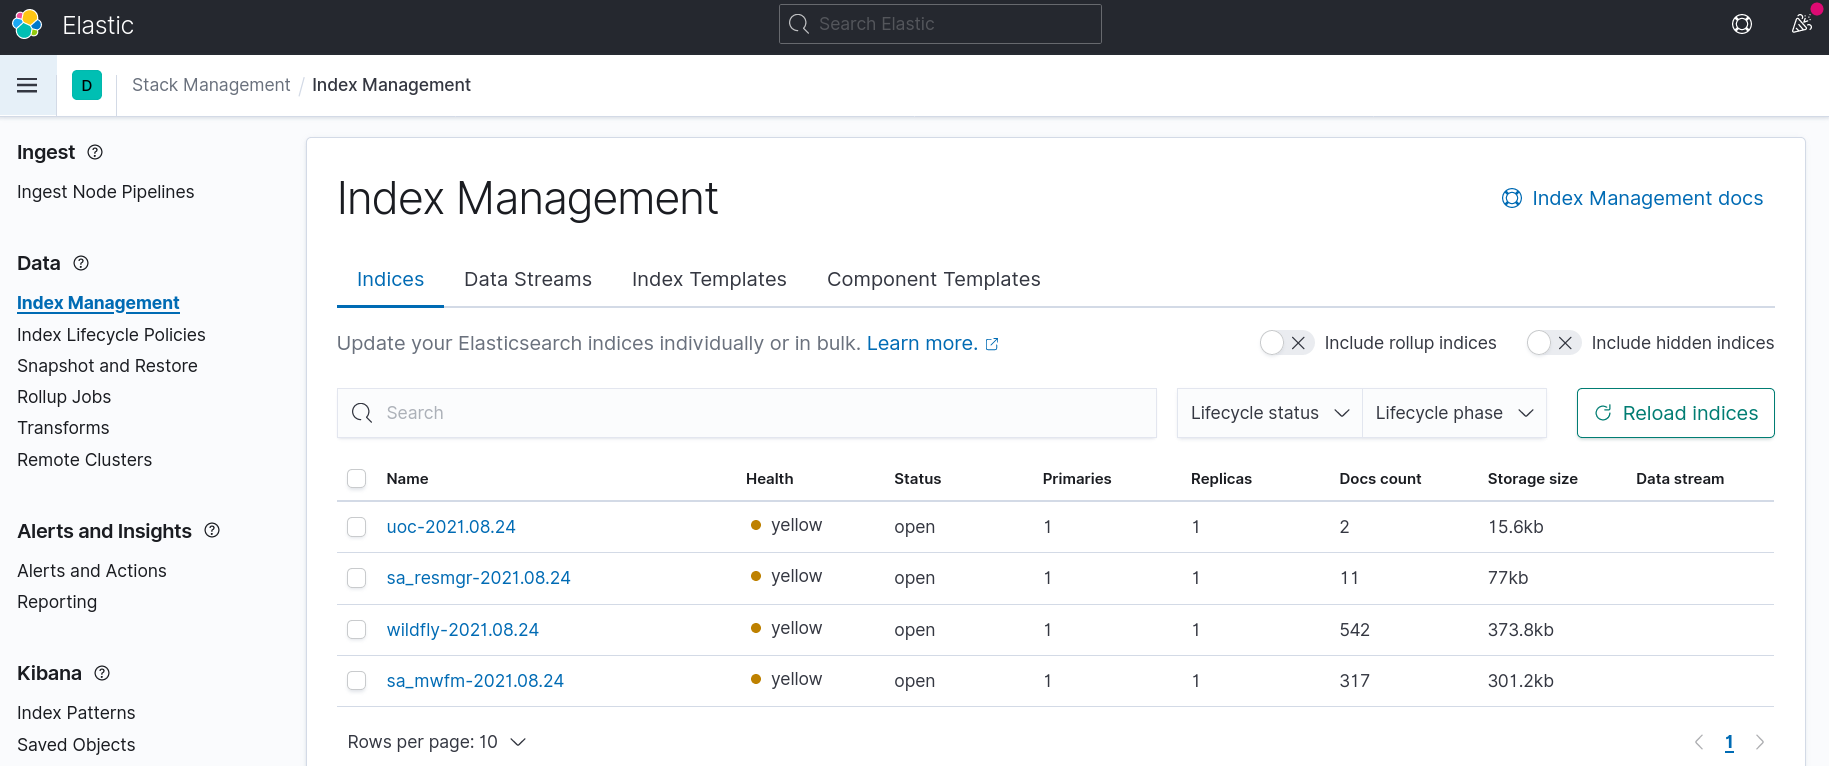 Elastic
Search Elastic
D
Stack Management / Index Management
Ingest
Ingest Node Pipelines
Data
Index Management
Index Lifecycle Policies
Snapshot and Restore
Rollup Jobs
Transforms
Remote Clusters
Alerts and Insights
Alerts and Actions
Reporting
Kibana
Index Patterns
Saved Objects
Index Management
Index Management docs
Indices Data Streams Index Templates Component Templates
Update your Elasticsearch indices individually or in bulk. Learn more.
Include rollup indices Include hidden indices
Search
Lifecycle status Lifecycle phase Reload indices
Name Health Status Primaries Replicas Docs count Storage size Data stream
uoc-2021.08.24 yellow open 1 1 2 15.6kb
sa_resmgr-2021.08.24 yellow open 1 1 11 77kb
wildfly-2021.08.24 yellow open 1 1 542 373.8kb
sa_mwfm-2021.08.24 yellow open 1 1 317 301.2kb
Rows per page: 10
1